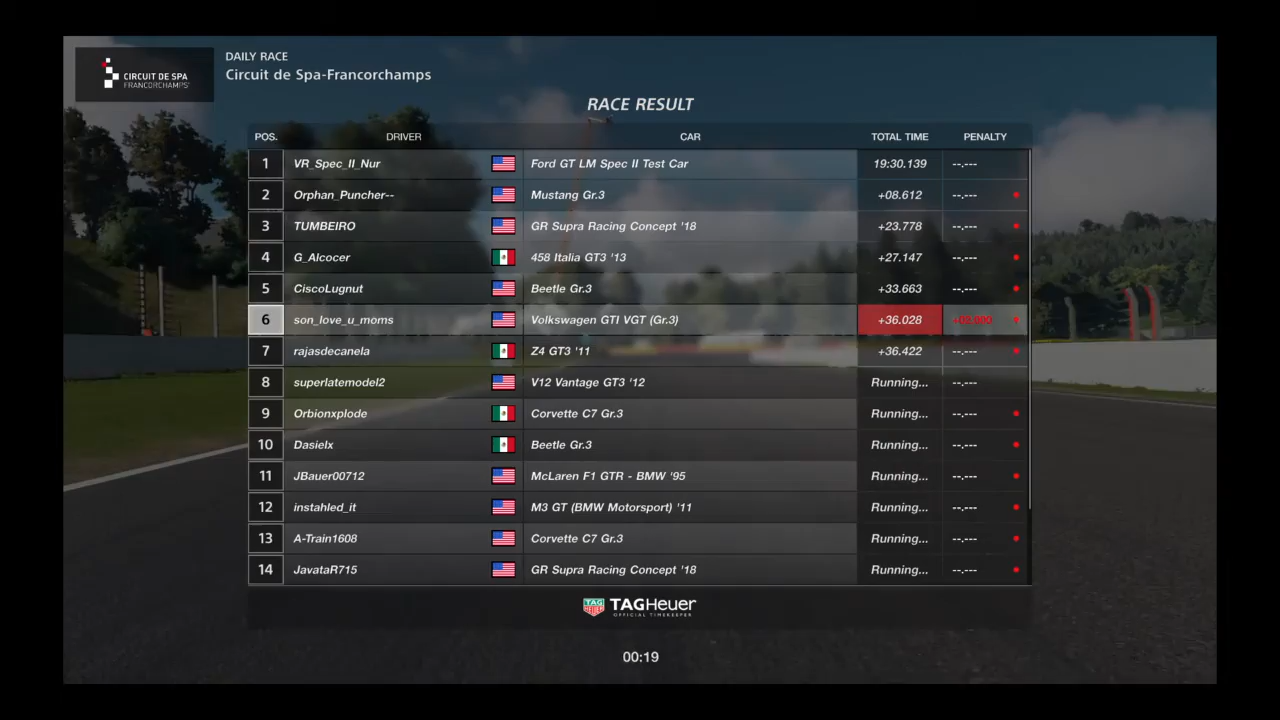 CIRCUIT DE SPA
FRANCORCHAMPS
DAILY RACE
Circuit de Spa-Francorchamps
RACE RESULT
POS. DRIVER CAR TOTAL TIME PENALTY
1 VR_Spec_II_Nur Ford GT LM Spec II Test Car 19:30.139 --.---
2 Orphan_Puncher-- Mustang Gr.3 +08.612 --.---
3 TUMBEIRO GR Supra Racing Concept '18 +23.778 --.---
4 G_Alcocer 458 Italia GT3 '13 +27.147 --.---
5 CiscoLugnut Beetle Gr.3 +33.663 --.---
6 son_love_u_moms Volkswagen GTI VGT (Gr.3) +36.028 +02.000
7 rajasdecanela Z4 GT3 '11 +36.422 --.---
8 superlatemodel2 V12 Vantage GT3 '12 Running... --.---
9 Orbionxplode Corvette C7 Gr.3 Running... --.---
10 Dasielx Beetle Gr.3 Running... --.---
11 JBauer00712 McLaren F1 GTR - BMW '95 Running... --.---
12 instahled_it M3 GT (BMW Motorsport) '11 Running... --.---
13 A-Train1608 Corvette C7 Gr.3 Running... --.---
14 JavataR715 GR Supra Racing Concept '18 Running... --.---
TAG HEUER TAGHeuer
OFFICIAL TIMEKEEPER
00:19